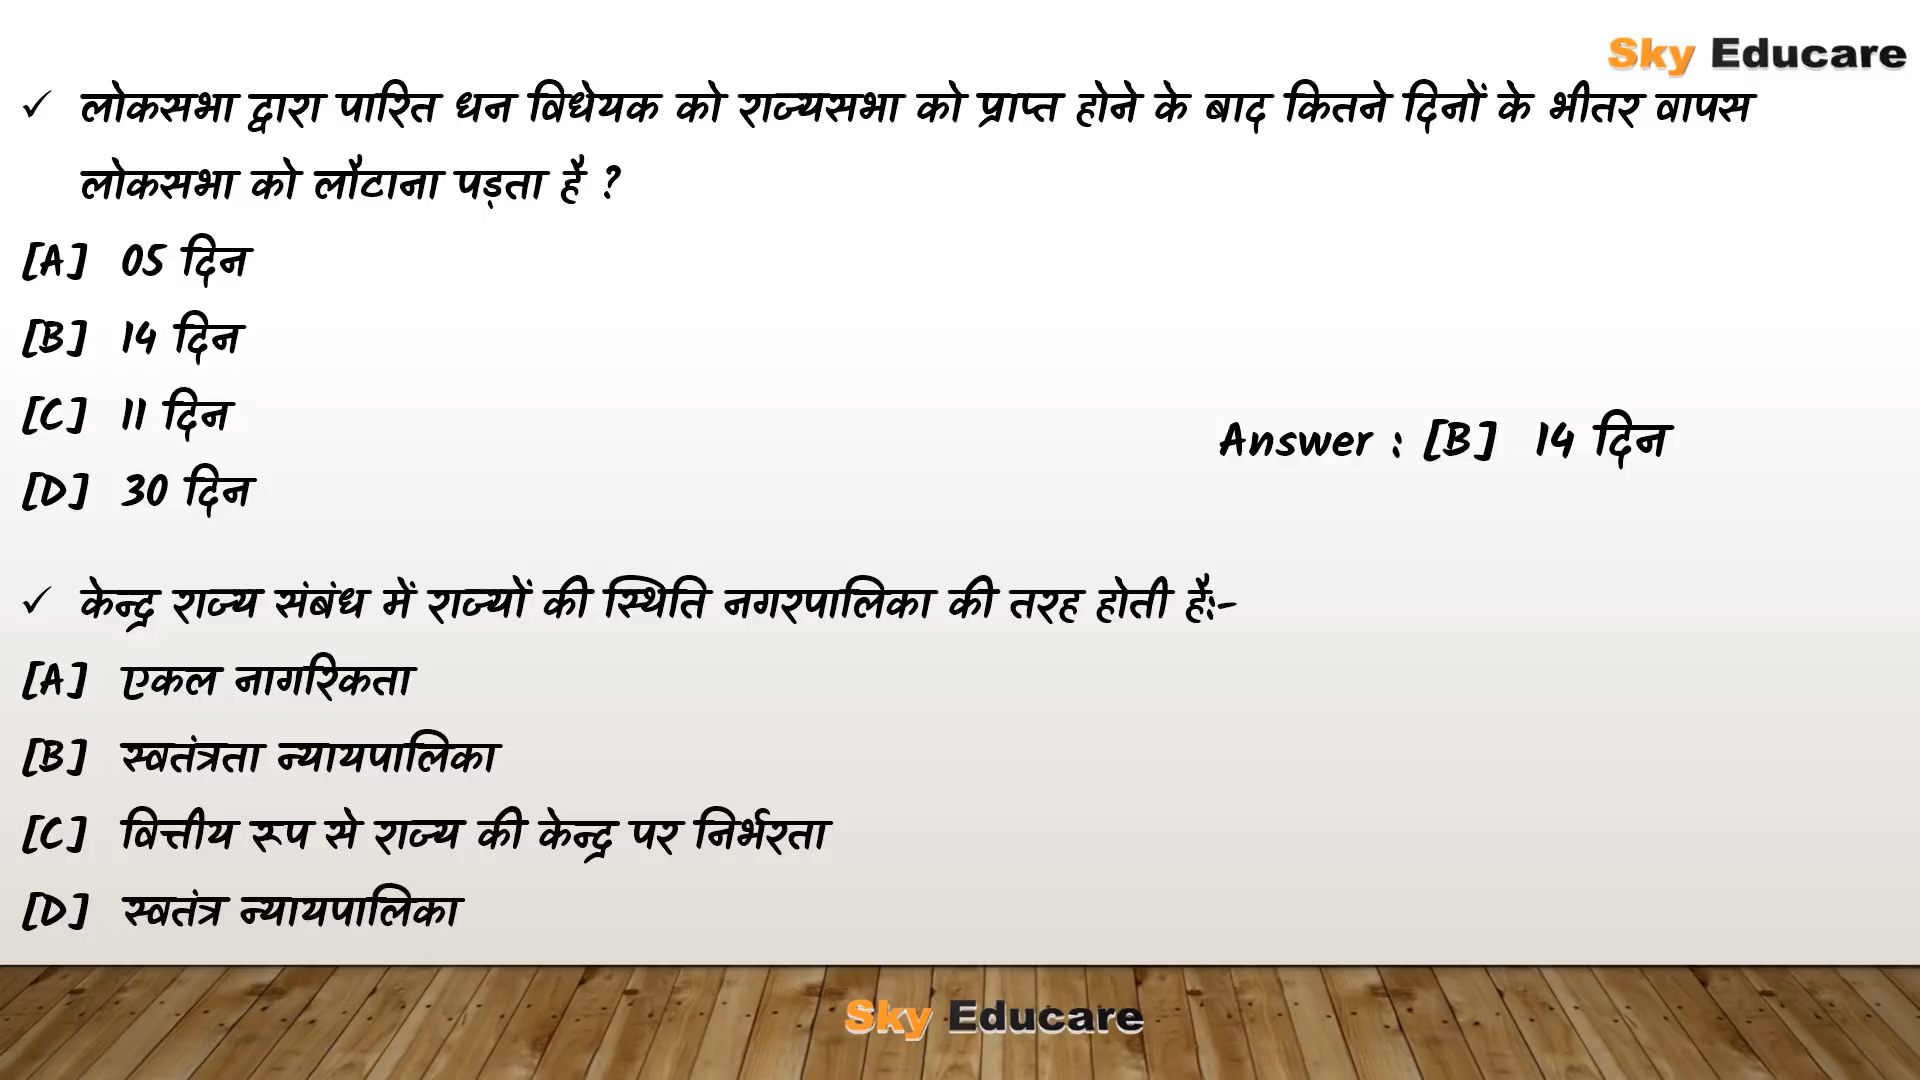 Sky Educare
✓ लोकसभा द्वारा पारित धन विधेयक को राज्यसभा को प्राप्त होने के बाद कितने दिनों के भीतर वापस
लोकसभा को लौटाना पड़ता है ?
[A] 05 दिन
[B] 14 दिन
[C] 11 दिन
[D] 30 दिन
Answer : [B] 14 दिन
✓ केन्द्र राज्य संबंध में राज्यों की स्थिति नगरपालिका की तरह होती है:-
[A] एकल नागरिकता
[B] स्वतंत्रता न्यायपालिका
[C] वित्तीय रूप से राज्य की केन्द्र पर निर्भरता
[D] स्वतंत्र न्यायपालिका
Sky Educare